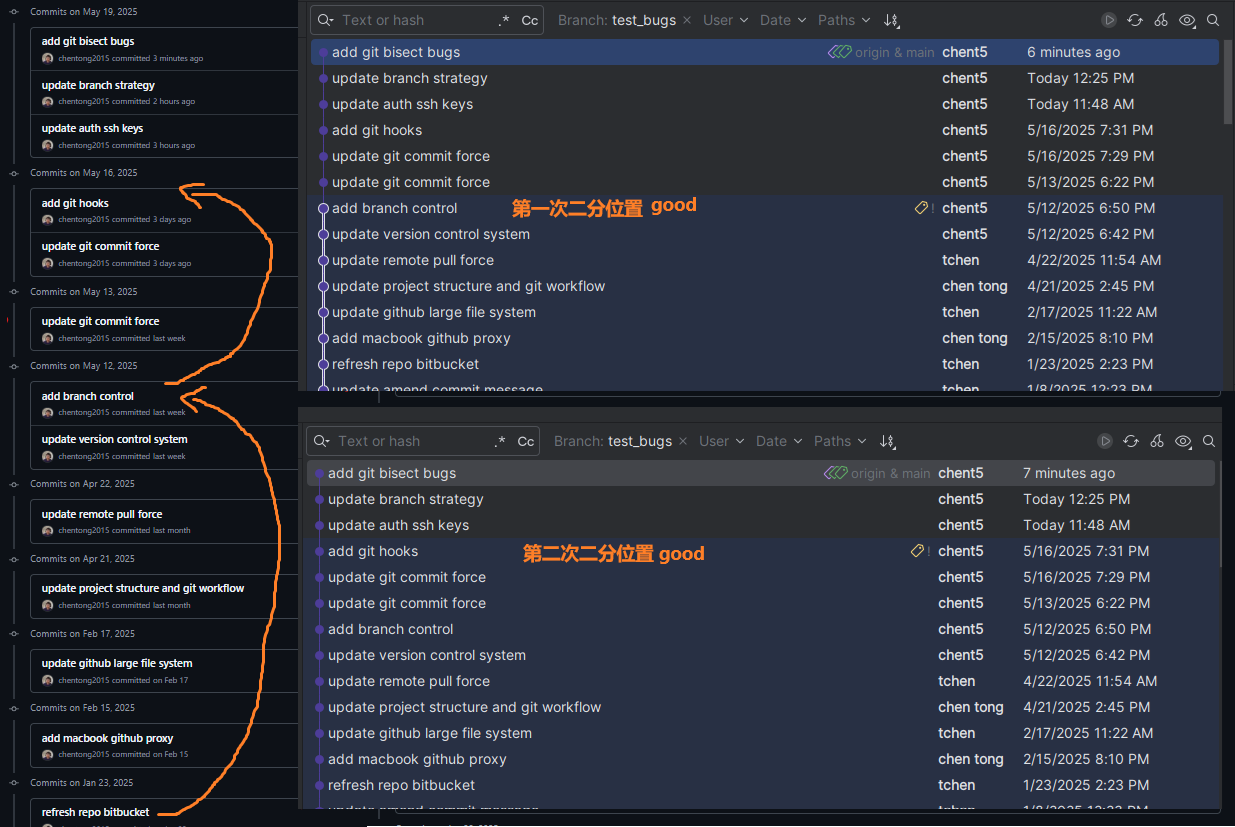 Commits on May 19, 2025
add git bisect bugs
chentong2015 committed 3 minutes ago
update branch strategy
chentong2015 committed 2 hours ago
update auth ssh keys
chentong2015 committed 3 hours ago
Commits on May 16, 2025
add git hooks
chentong2015 committed 3 days ago
update git commit force
chentong2015 committed 3 days ago
Commits on May 13, 2025
update git commit force
chentong2015 committed last week
Commits on May 12, 2025
add branch control
chentong2015 committed last week
update version control system
chentong2015 committed last week
Commits on Apr 22, 2025
update remote pull force
chentong2015 committed last month
Commits on Apr 21, 2025
update project structure and git workflow
chentong2015 committed last month
Commits on Feb 17, 2025
update github large file system
chentong2015 committed on Feb 17
Commits on Feb 15, 2025
add macbook github proxy
chentong2015 committed on Feb 15
Commits on Jan 23, 2025
refresh repo bitbucket
Text or hash .* Cc Branch: test_bugs × User Date Paths
add git bisect bugs origin & main chent5 6 minutes ago
update branch strategy chent5 Today 12:25 PM
update auth ssh keys chent5 Today 11:48 AM
add git hooks chent5 5/16/2025 7:31 PM
update git commit force chent5 5/16/2025 7:29 PM
update git commit force chent5 5/13/2025 6:22 PM
add branch control 第一次二分位置 good ! chent5 5/12/2025 6:50 PM
update version control system chent5 5/12/2025 6:42 PM
update remote pull force tchen 4/22/2025 11:54 AM
update project structure and git workflow chen tong 4/21/2025 2:45 PM
update github large file system tchen 2/17/2025 11:22 AM
add macbook github proxy chen tong 2/15/2025 8:10 PM
refresh repo bitbucket tchen 1/23/2025 2:23 PM
update amend commit message tchen 1/8/2025 12:23 PM
Text or hash .* Cc Branch: test_bugs × User Date Paths
add git bisect bugs origin & main chent5 7 minutes ago
update branch strategy chent5 Today 12:25 PM
update auth ssh keys chent5 Today 11:48 AM
add git hooks 第二次二分位置 good ! chent5 5/16/2025 7:31 PM
update git commit force chent5 5/16/2025 7:29 PM
update git commit force chent5 5/13/2025 6:22 PM
add branch control chent5 5/12/2025 6:50 PM
update version control system chent5 5/12/2025 6:42 PM
update remote pull force tchen 4/22/2025 11:54 AM
update project structure and git workflow chen tong 4/21/2025 2:45 PM
update github large file system tchen 2/17/2025 11:22 AM
add macbook github proxy chen tong 2/15/2025 8:10 PM
refresh repo bitbucket tchen 1/23/2025 2:23 PM